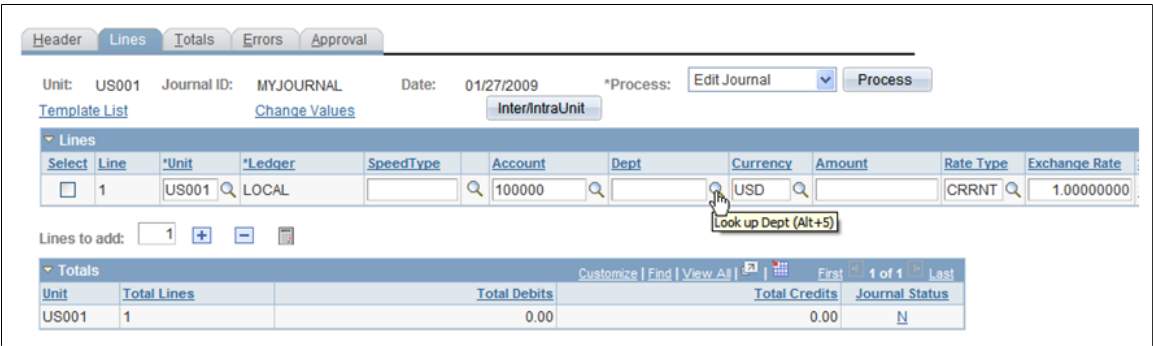 Header Lines Totals Errors Approval
Unit: US001 Journal ID: MYJOURNAL Date: 01/27/2009 *Process: Edit Journal Process
Template List Change Values Inter/IntraUnit
Lines
Select Line *Unit *Ledger SpeedType Account Dept Currency Amount Rate Type Exchange Rate
1 US001 LOCAL 100000 USD CRRNT 1.00000000
Look up Dept (Alt+5)
Lines to add: 1
Totals Customize | Find | View All | | First 1 of 1 Last
Unit Total Lines Total Debits Total Credits Journal Status
US001 1 0.00 0.00 N